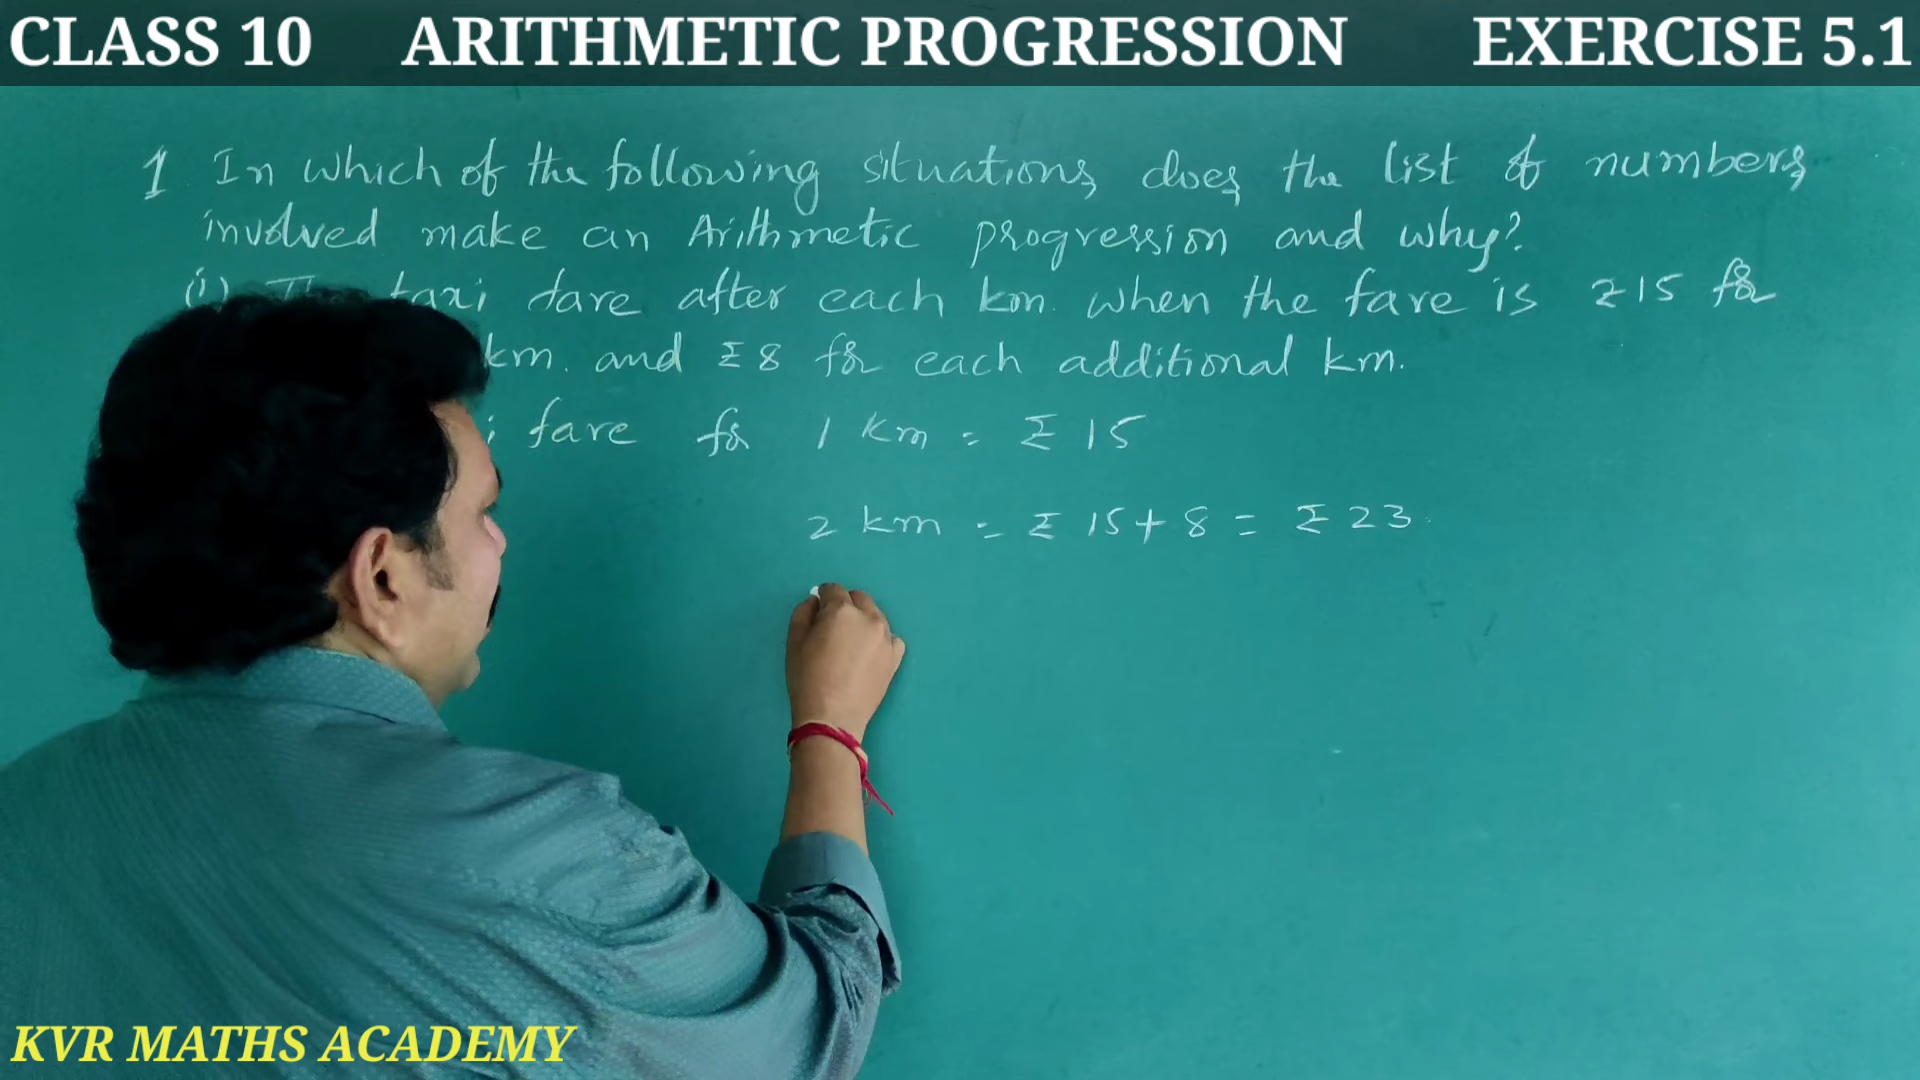 CLASS 10 ARITHMETIC PROGRESSION EXERCISE 5.1
1 In which of the following situations does the list of numbers
involved make an Arithmetic progression and why?
(i) The taxi fare after each km. when the fare is ₹15 for
km. and ₹8 for each additional km.
fare for 1 km = ₹15
2 km = ₹15+8 = ₹23.
KVR MATHS ACADEMY